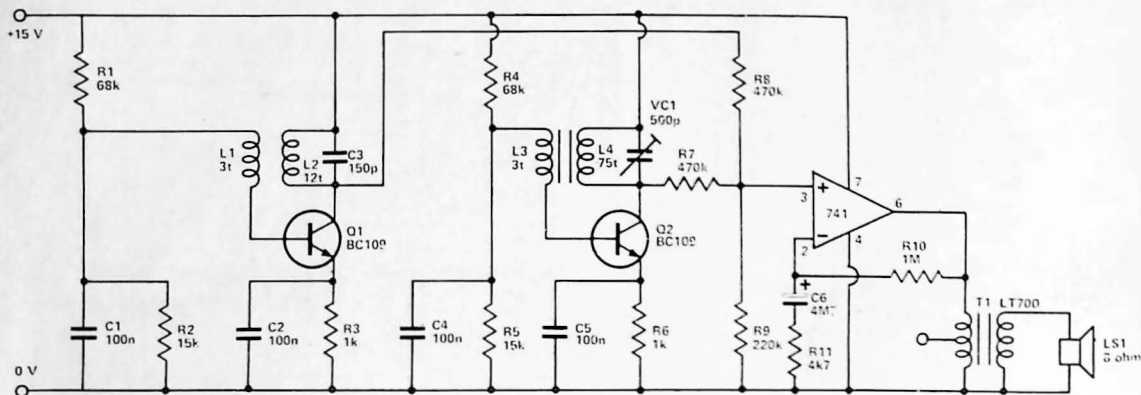 +15 V
R1
68k
L1
3t
L2
12t
C3
150p
Q1
BC109
C1
100n
R2
15k
C2
100n
R3
1k
R4
68k
L3
3t
L4
75t
VC1
500p
R7
470k
R8
470k
Q2
BC109
C4
100n
R5
15k
C5
100n
R6
1k
R9
220k
+
3
741
7
6
4
−
2
R10
1M
+
C6
4M7
R11
4k7
T1 LT700
LS1
8 ohm
0 V